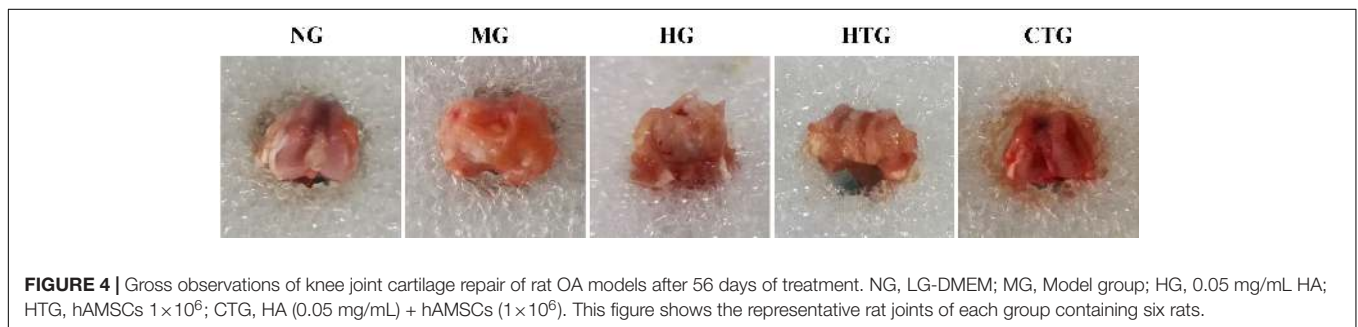 NG MG HG HTG CTG
FIGURE 4 | Gross observations of knee joint cartilage repair of rat OA models after 56 days of treatment. NG, LG-DMEM; MG, Model group; HG, 0.05 mg/mL HA;
HTG, hAMSCs 1×10⁶; CTG, HA (0.05 mg/mL) + hAMSCs (1×10⁶). This figure shows the representative rat joints of each group containing six rats.